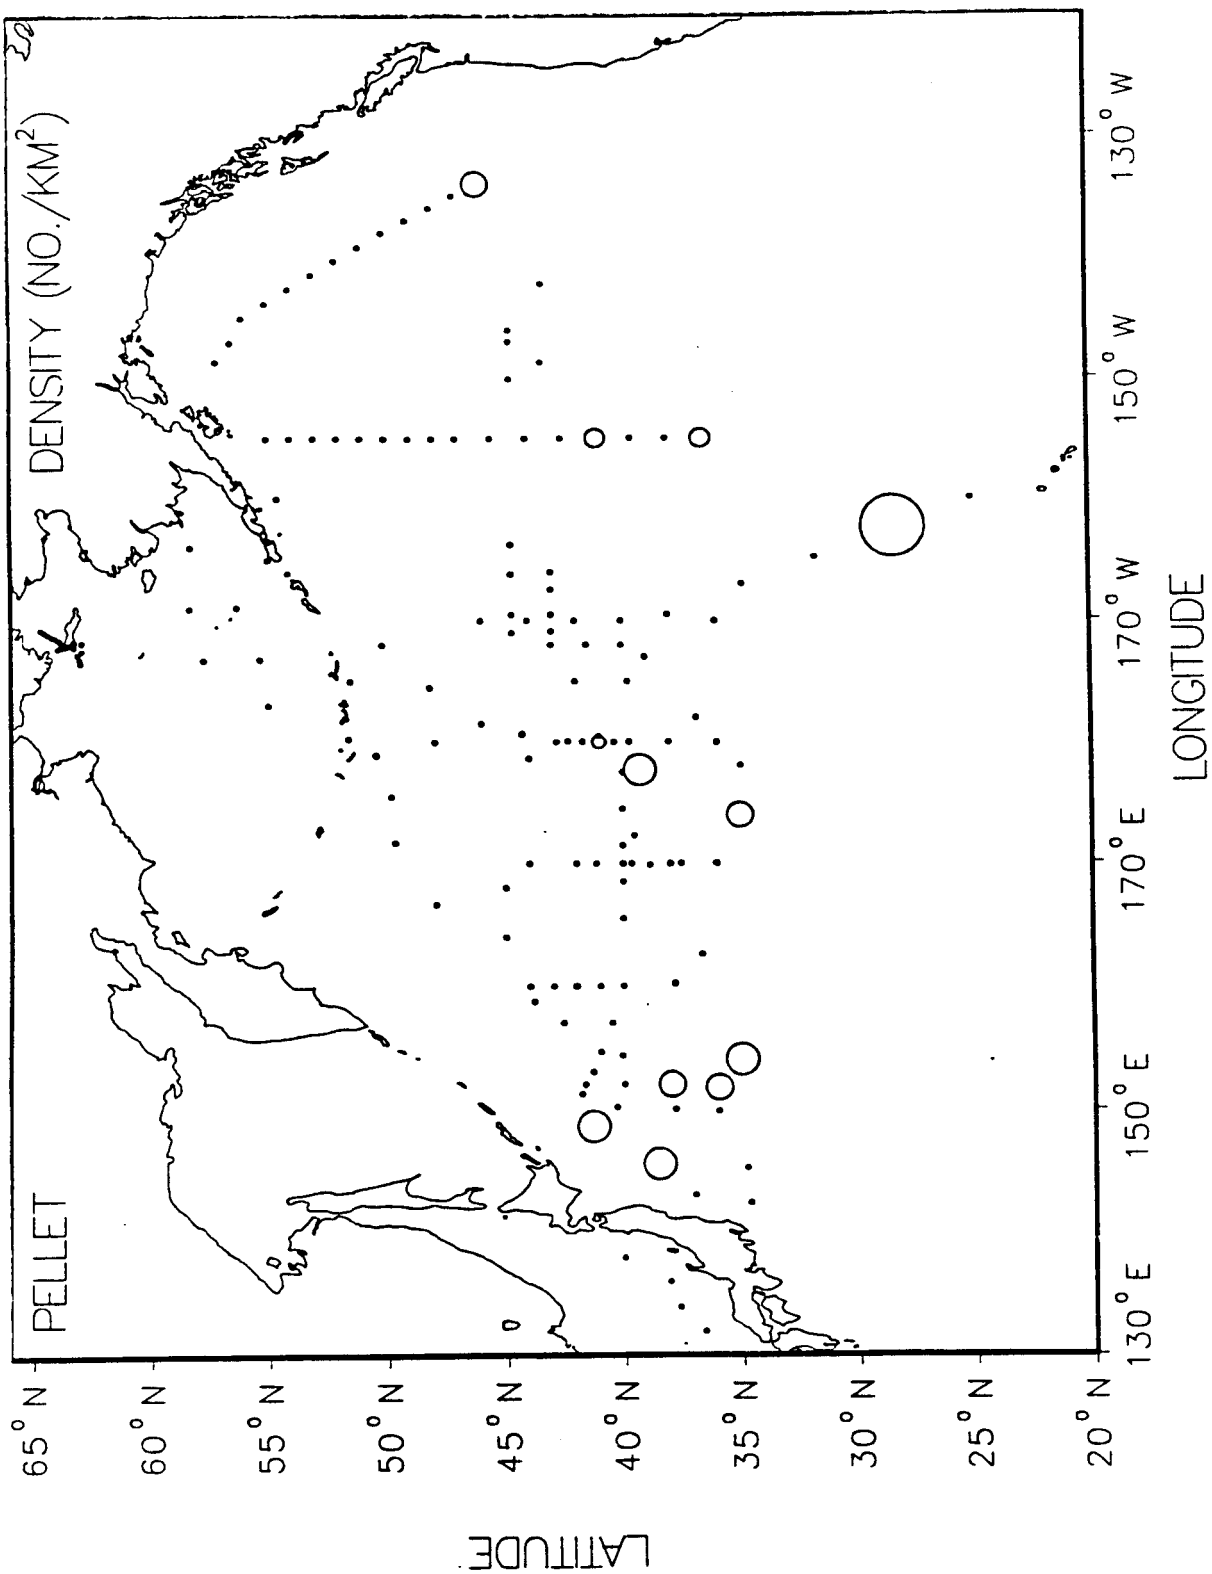 PELLET
DENSITY (NO./KM²)
65° N
60° N
55° N
50° N
45° N
40° N
35° N
30° N
25° N
20° N
LATITUDE
130° E
150° E
170° E
170° W
150° W
130° W
LONGITUDE